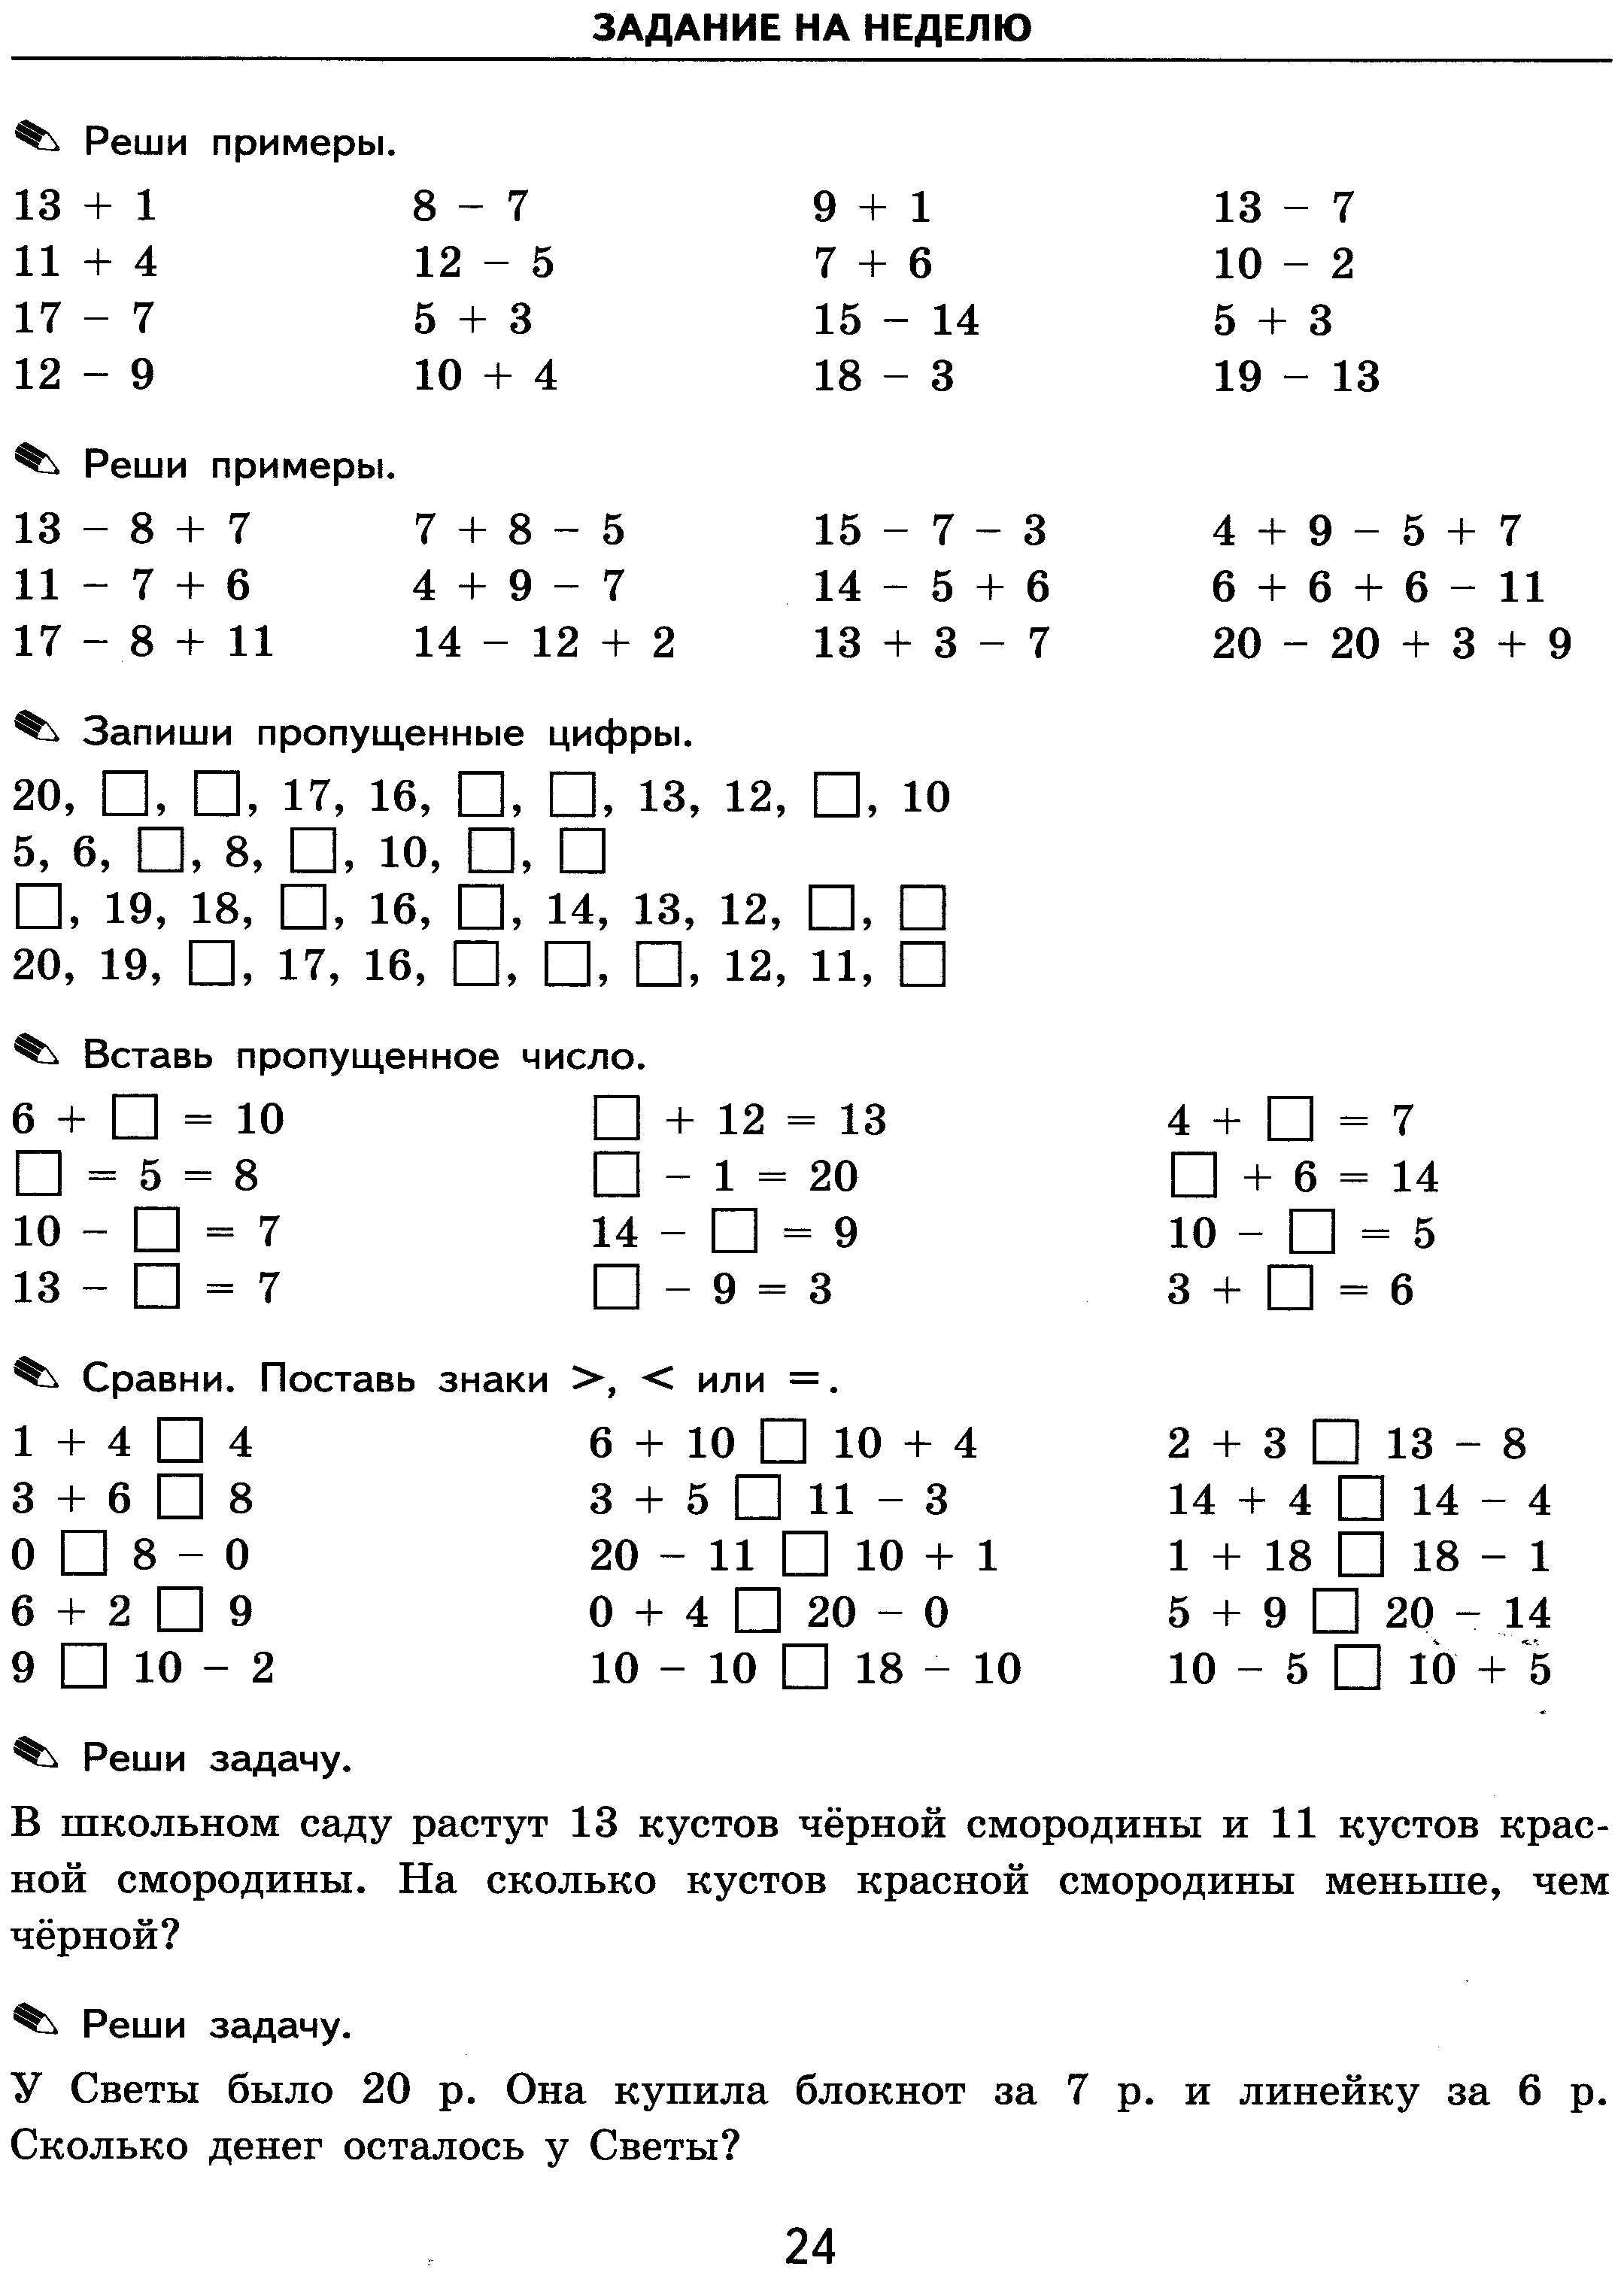 ЗАДАНИЕ НА НЕДЕЛЮ
Реши примеры.
13 + 1 8 − 7 9 + 1 13 − 7
11 + 4 12 − 5 7 + 6 10 − 2
17 − 7 5 + 3 15 − 14 5 + 3
12 − 9 10 + 4 18 − 3 19 − 13
Реши примеры.
13 − 8 + 7 7 + 8 − 5 15 − 7 − 3 4 + 9 − 5 + 7
11 − 7 + 6 4 + 9 − 7 14 − 5 + 6 6 + 6 + 6 − 11
17 − 8 + 11 14 − 12 + 2 13 + 3 − 7 20 − 20 + 3 + 9
Запиши пропущенные цифры.
20, □, □, 17, 16, □, □, 13, 12, □, 10
5, 6, □, 8, □, 10, □, □
□, 19, 18, □, 16, □, 14, 13, 12, □, □
20, 19, □, 17, 16, □, □, □, 12, 11, □
Вставь пропущенное число.
6 + □ = 10 □ + 12 = 13 4 + □ = 7
□ = 5 = 8 □ − 1 = 20 □ + 6 = 14
10 − □ = 7 14 − □ = 9 10 − □ = 5
13 − □ = 7 □ − 9 = 3 3 + □ = 6
Сравни. Поставь знаки >, < или =.
1 + 4 □ 4 6 + 10 □ 10 + 4 2 + 3 □ 13 − 8
3 + 6 □ 8 3 + 5 □ 11 − 3 14 + 4 □ 14 − 4
0 □ 8 − 0 20 − 11 □ 10 + 1 1 + 18 □ 18 − 1
6 + 2 □ 9 0 + 4 □ 20 − 0 5 + 9 □ 20 − 14
9 □ 10 − 2 10 − 10 □ 18 − 10 10 − 5 □ 10 + 5
Реши задачу.
В школьном саду растут 13 кустов чёрной смородины и 11 кустов крас-
ной смородины. На сколько кустов красной смородины меньше, чем
чёрной?
Реши задачу.
У Светы было 20 р. Она купила блокнот за 7 р. и линейку за 6 р.
Сколько денег осталось у Светы?
24